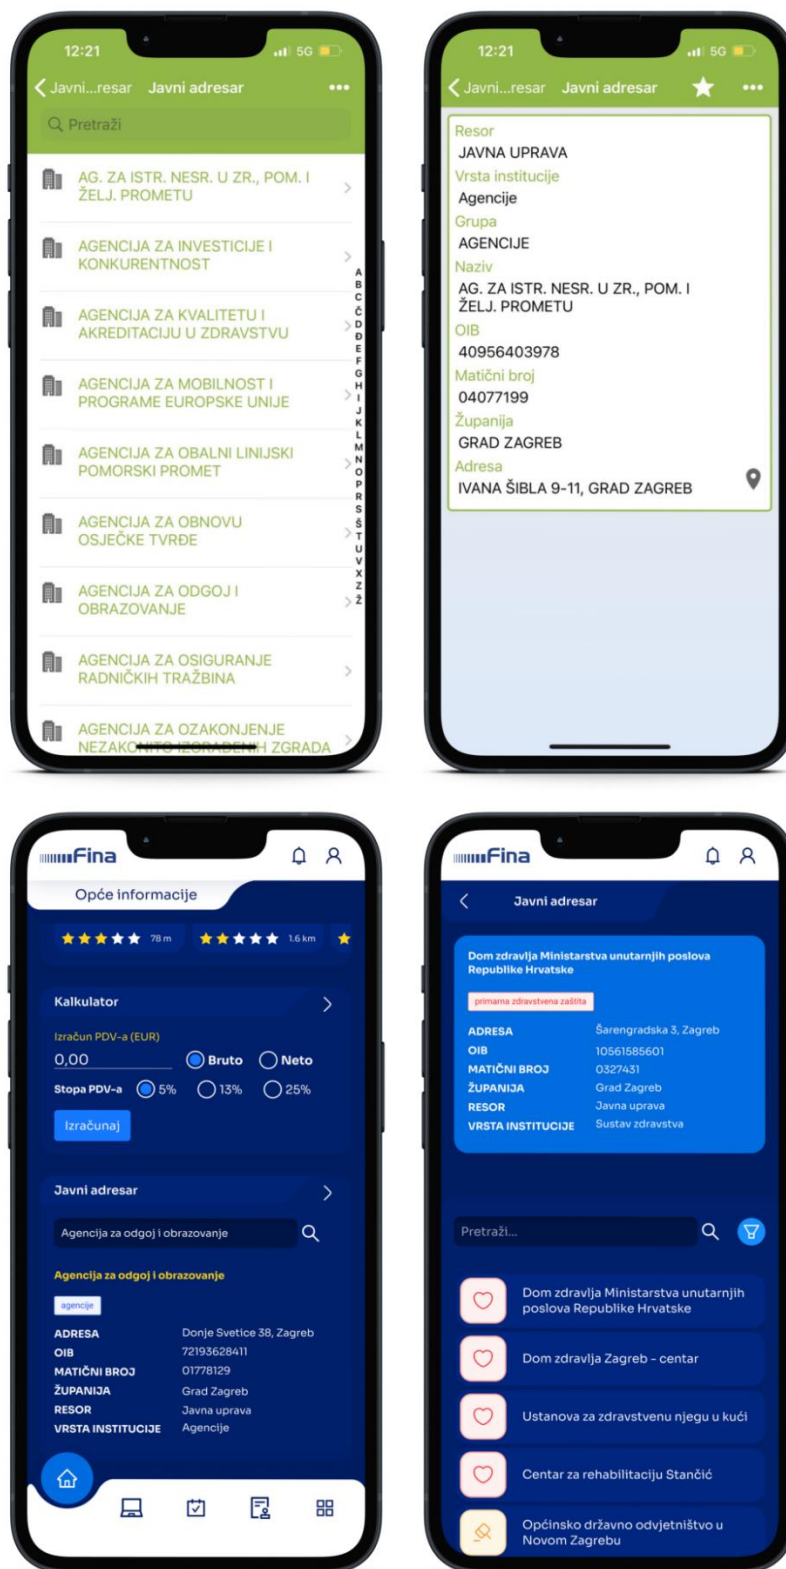 12:21
5G
Javni...resar Javni adresar
Pretraži
AG. ZA ISTR. NESR. U ZR., POM. I
ŽELJ. PROMETU
AGENCIJA ZA INVESTICIJE I
KONKURENTNOST
AGENCIJA ZA KVALITETU I
AKREDITACIJU U ZDRAVSTVU
AGENCIJA ZA MOBILNOST I
PROGRAME EUROPSKE UNIJE
AGENCIJA ZA OBALNI LINIJSKI
POMORSKI PROMET
AGENCIJA ZA OBNOVU
OSJEČKE TVRĐE
AGENCIJA ZA ODGOJ I
OBRAZOVANJE
AGENCIJA ZA OSIGURANJE
RADNIČKIH TRAŽBINA
AGENCIJA ZA OZAKONJENJE
NEZAKONITO IZGRAĐENIH ZGRADA
A
B
C
Č
D
Đ
E
F
G
H
I
J
K
L
M
N
O
P
R
S
Š
T
U
V
X
Z
Ž
12:21
5G
Javni...resar Javni adresar
Resor
JAVNA UPRAVA
Vrsta institucije
Agencije
Grupa
AGENCIJE
Naziv
AG. ZA ISTR. NESR. U ZR., POM. I
ŽELJ. PROMETU
OIB
40956403978
Matični broj
04077199
Županija
GRAD ZAGREB
Adresa
IVANA ŠIBLA 9-11, GRAD ZAGREB
Fina
Opće informacije
78 m 1.6 km
Kalkulator
Izračun PDV-a (EUR)
0,00 Bruto Neto
Stopa PDV-a 5% 13% 25%
Izračunaj
Javni adresar
Agencija za odgoj i obrazovanje
Agencija za odgoj i obrazovanje
agencije
ADRESA Donje Svetice 38, Zagreb
OIB 72193628411
MATIČNI BROJ 01778129
ŽUPANIJA Grad Zagreb
RESOR Javna uprava
VRSTA INSTITUCIJE Agencije
Fina
Javni adresar
Dom zdravlja Ministarstva unutarnjih poslova
Republike Hrvatske
primarna zdravstvena zaštita
ADRESA Šarengradska 3, Zagreb
OIB 10561585601
MATIČNI BROJ 0327431
ŽUPANIJA Grad Zagreb
RESOR Javna uprava
VRSTA INSTITUCIJE Sustav zdravstva
Pretraži...
Dom zdravlja Ministarstva unutarnjih
poslova Republike Hrvatske
Dom zdravlja Zagreb - centar
Ustanova za zdravstvenu njegu u kući
Centar za rehabilitaciju Stančić
Općinsko državno odvjetništvo u
Novom Zagrebu